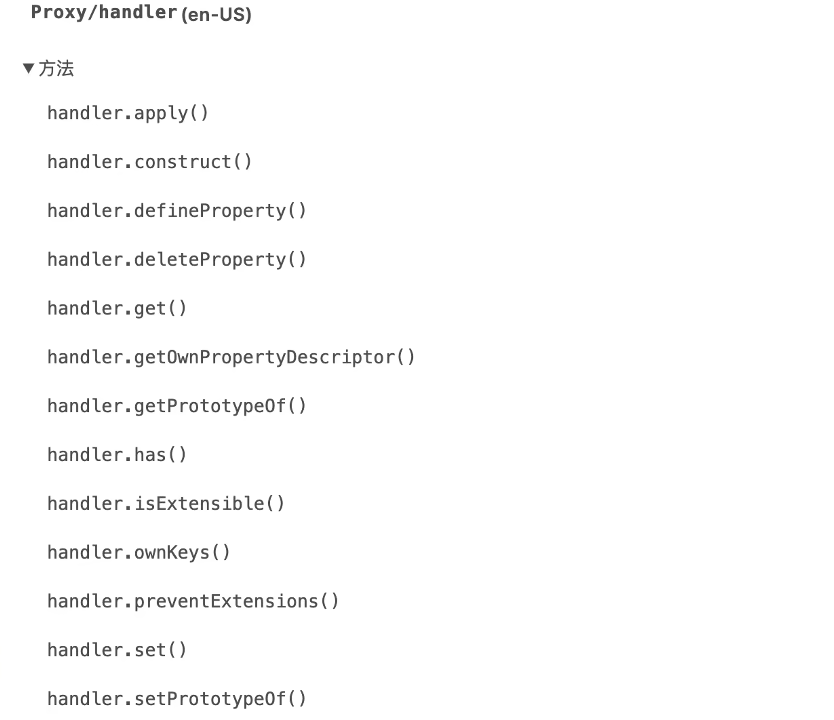 Proxy/handler (en-US)
▼ 方法
handler.apply()
handler.construct()
handler.defineProperty()
handler.deleteProperty()
handler.get()
handler.getOwnPropertyDescriptor()
handler.getPrototypeOf()
handler.has()
handler.isExtensible()
handler.ownKeys()
handler.preventExtensions()
handler.set()
handler.setPrototypeOf()